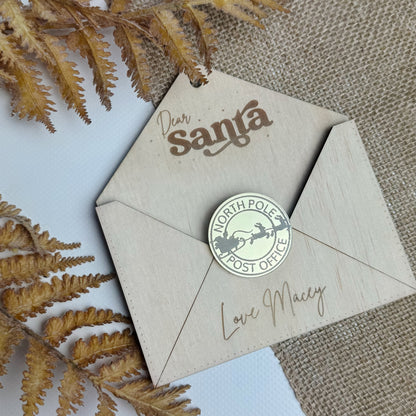 Dear
santa
NORTH POLE
POST OFFICE
Love Macey